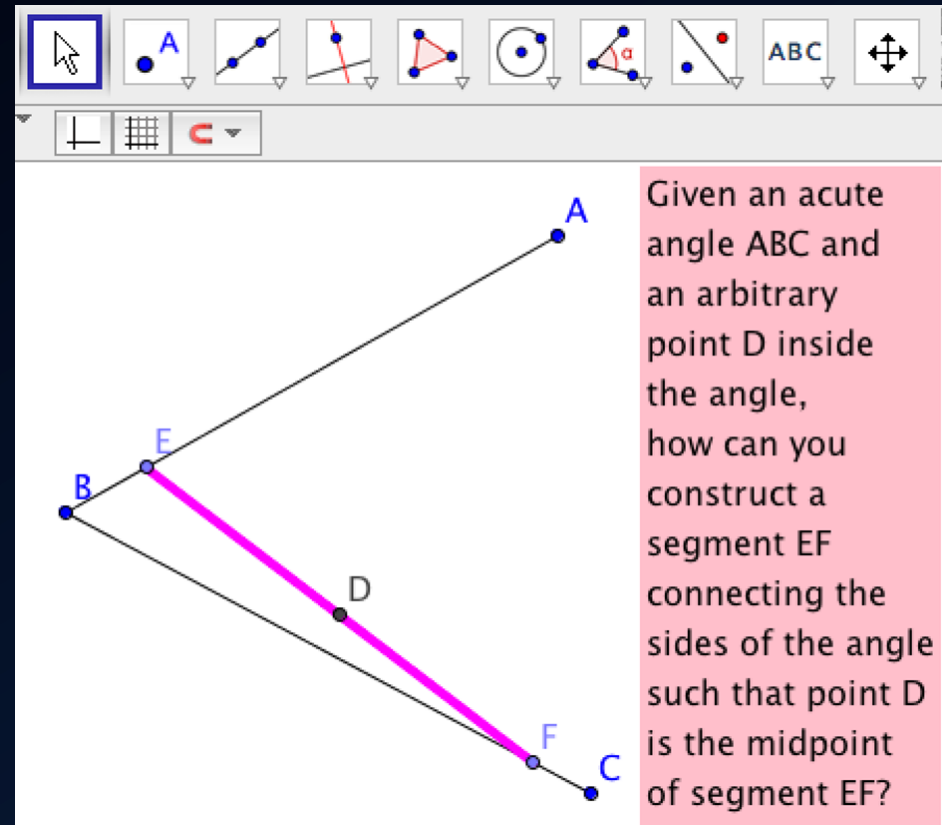 A
α
ABC
Given an acute
angle ABC and
an arbitrary
point D inside
the angle,
how can you
construct a
segment EF
connecting the
sides of the angle
such that point D
is the midpoint
of segment EF?
A
E
B
D
F
C